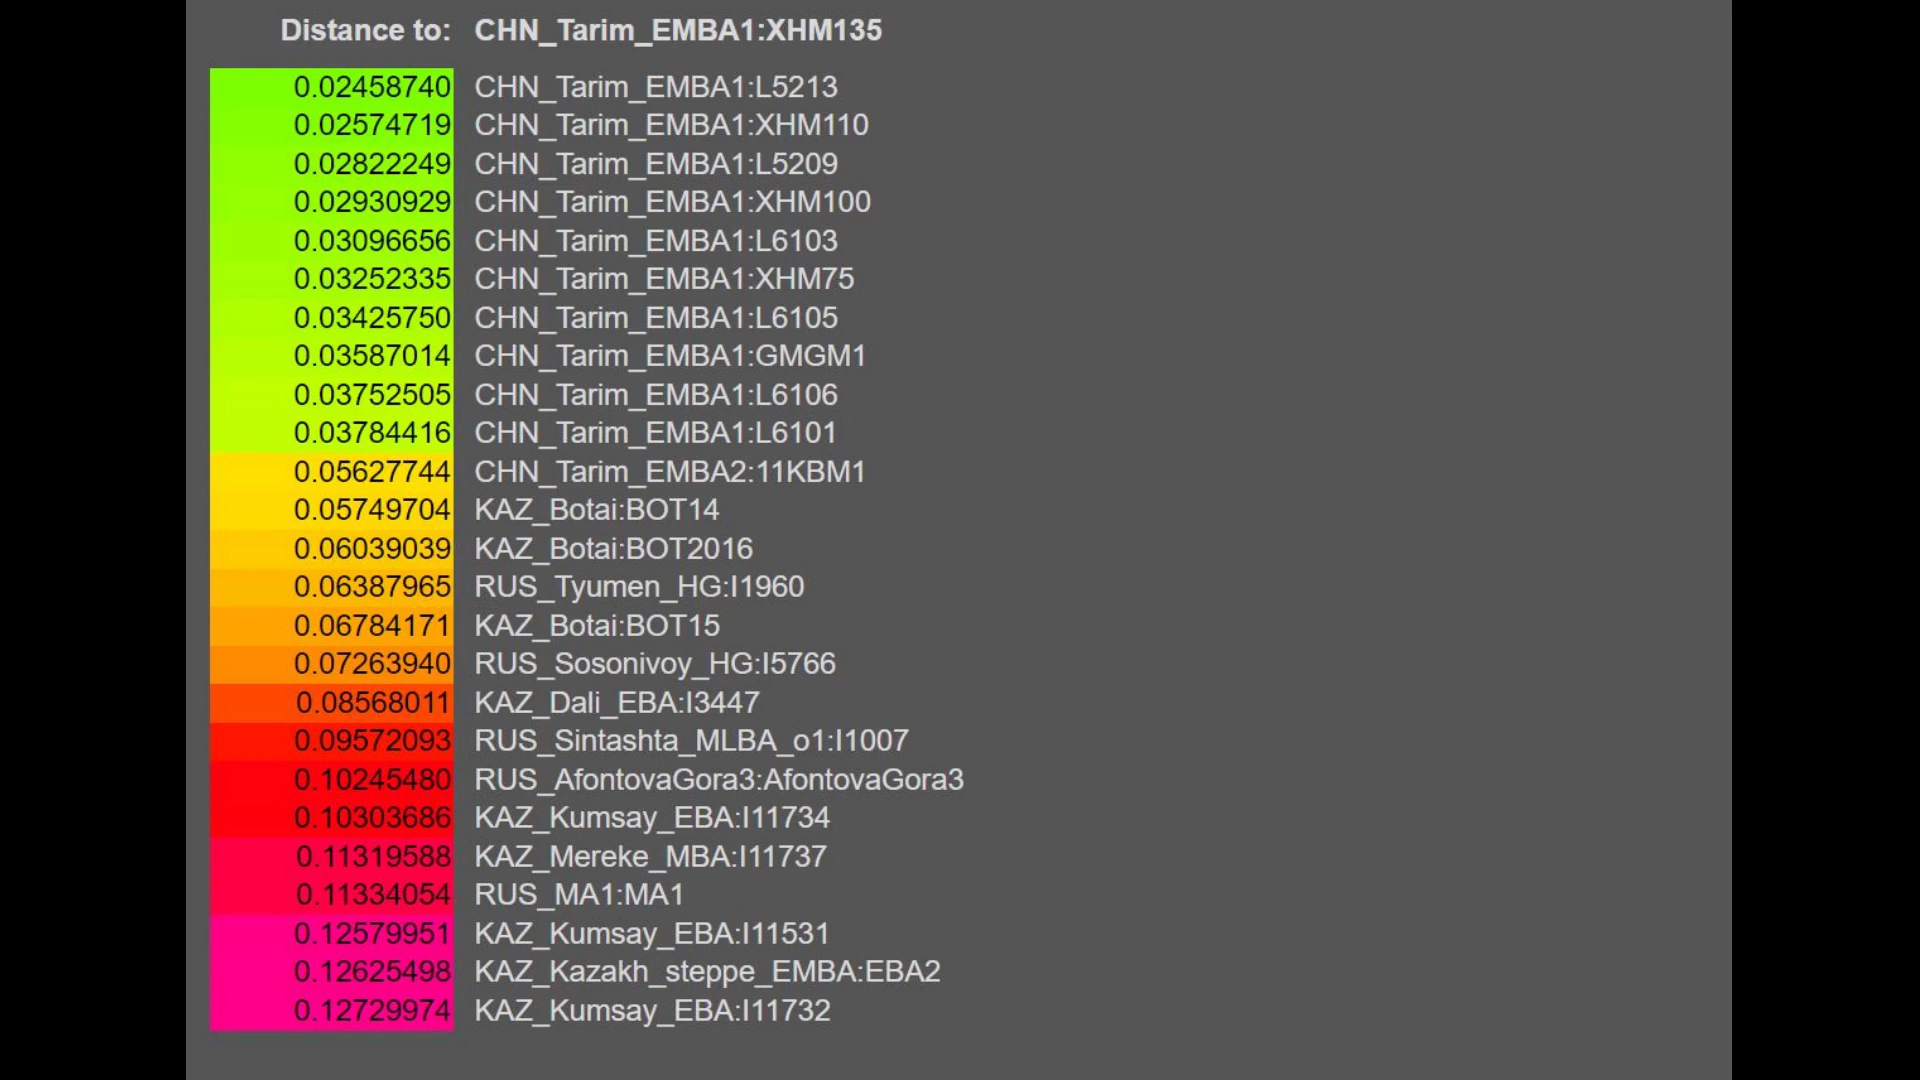 Distance to: CHN_Tarim_EMBA1:XHM135
0.02458740 CHN_Tarim_EMBA1:L5213
0.02574719 CHN_Tarim_EMBA1:XHM110
0.02822249 CHN_Tarim_EMBA1:L5209
0.02930929 CHN_Tarim_EMBA1:XHM100
0.03096656 CHN_Tarim_EMBA1:L6103
0.03252335 CHN_Tarim_EMBA1:XHM75
0.03425750 CHN_Tarim_EMBA1:L6105
0.03587014 CHN_Tarim_EMBA1:GMGM1
0.03752505 CHN_Tarim_EMBA1:L6106
0.03784416 CHN_Tarim_EMBA1:L6101
0.05627744 CHN_Tarim_EMBA2:11KBM1
0.05749704 KAZ_Botai:BOT14
0.06039039 KAZ_Botai:BOT2016
0.06387965 RUS_Tyumen_HG:I1960
0.06784171 KAZ_Botai:BOT15
0.07263940 RUS_Sosonivoy_HG:I5766
0.08568011 KAZ_Dali_EBA:I3447
0.09572093 RUS_Sintashta_MLBA_o1:I1007
0.10245480 RUS_AfontovaGora3:AfontovaGora3
0.10303686 KAZ_Kumsay_EBA:I11734
0.11319588 KAZ_Mereke_MBA:I11737
0.11334054 RUS_MA1:MA1
0.12579951 KAZ_Kumsay_EBA:I11531
0.12625498 KAZ_Kazakh_steppe_EMBA:EBA2
0.12729974 KAZ_Kumsay_EBA:I11732